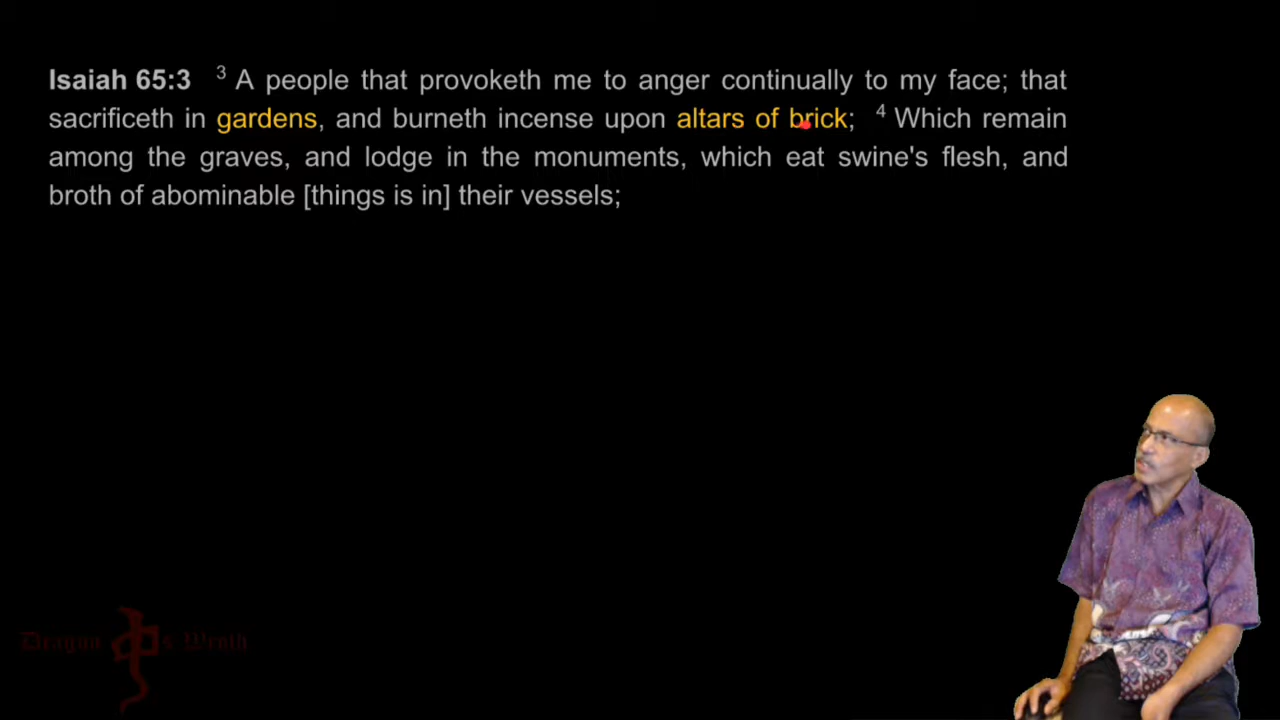 Isaiah 65:3 ³ A people that provoketh me to anger continually to my face; that
sacrificeth in gardens, and burneth incense upon altars of brick; ⁴ Which remain
among the graves, and lodge in the monuments, which eat swine's flesh, and
broth of abominable [things is in] their vessels;
Dragon s Wroth